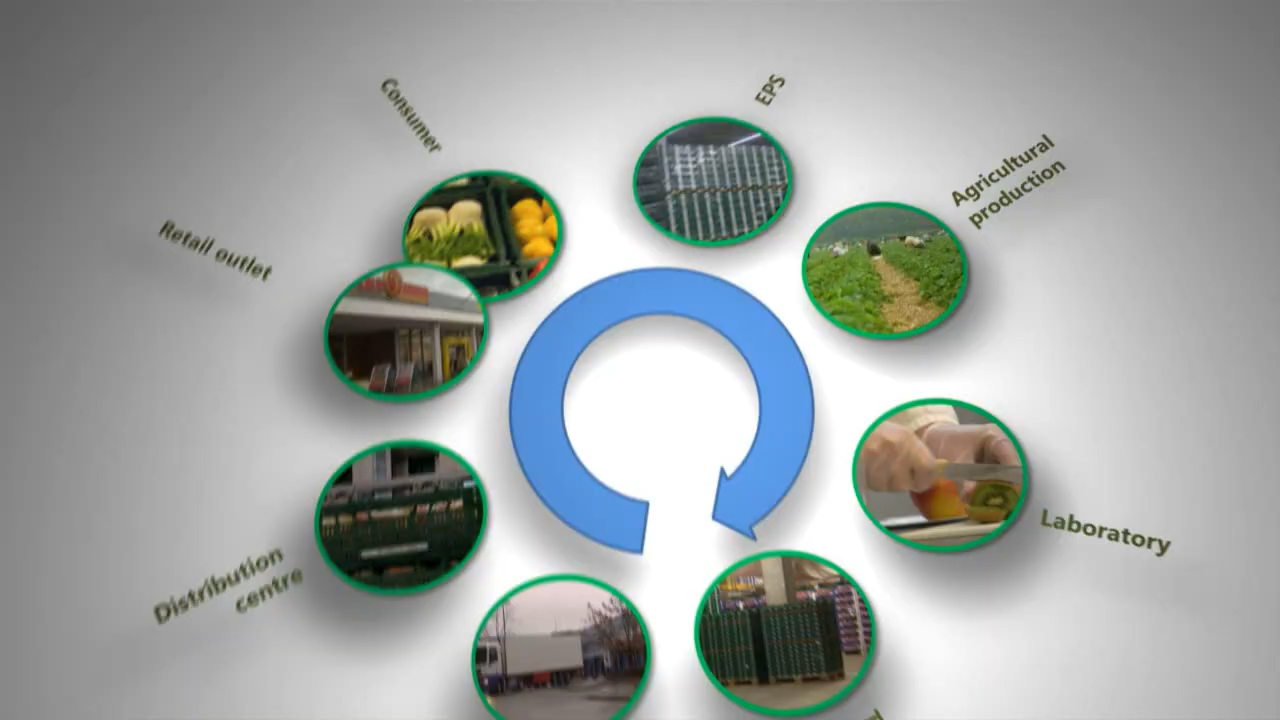 Consumer
EPS
Agricultural
production
Retail outlet
Laboratory
Distribution
centre